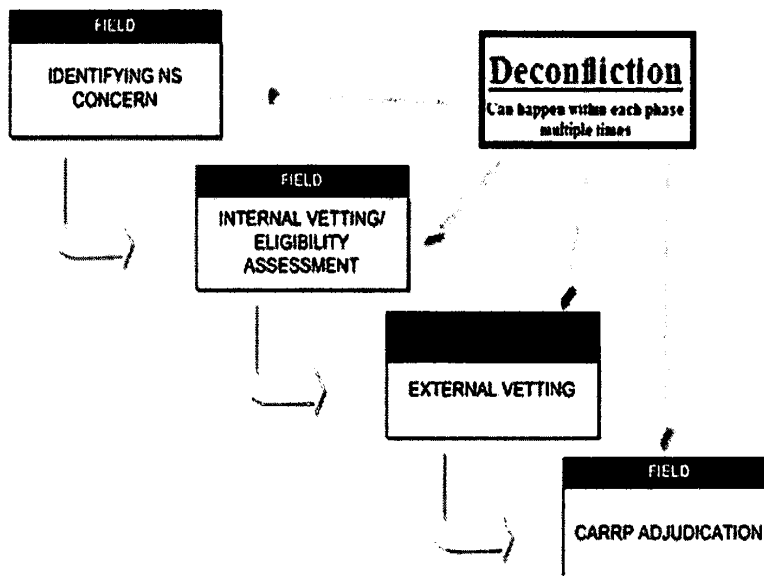 FIELD
IDENTIFYING NS
CONCERN
Deconfliction
Can happen within each phase
multiple times
FIELD
INTERNAL VETTING/
ELIGIBILITY
ASSESSMENT
EXTERNAL VETTING
FIELD
CARRP ADJUDICATION